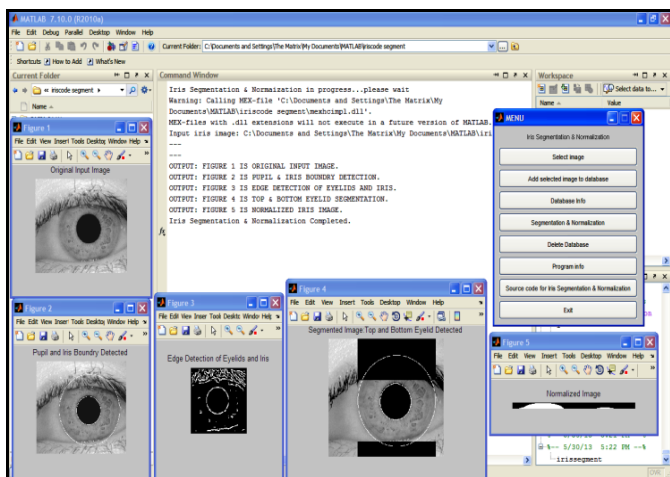 MATLAB 7.10.0 (R2010a)
File Edit Debug Parallel Desktop Window Help
Current Folder: C:\Documents and Settings\The Matrix\My Documents\MATLAB\iriscode segment
Shortcuts How to Add What's New
Current Folder
« iriscode segment
Name
Command Window
Iris Segmentation & Normaization in progress...please wait
Warning: Calling MEX-file 'C:\Documents and Settings\The Matrix\My
Documents\MATLAB\iriscode segment\mexhcimpl.dll'.
MEX-files with .dll extensions will not execute in a future version of MATLAB.
Input iris image: C:\Documents and Settings\The Matrix\My Documents\MATLAB\iri
---
---
OUTPUT: FIGURE 1 IS ORIGINAL INPUT IMAGE.
OUTPUT: FIGURE 2 IS PUPIL & IRIS BOUNDRY DETECTION.
OUTPUT: FIGURE 3 IS EDGE DETECTION OF EYELIDS AND IRIS.
OUTPUT: FIGURE 4 IS TOP & BOTTOM EYELID SEGMENTATION.
OUTPUT: FIGURE 5 IS NORMALIZED IRIS IMAGE.
Iris Segmentation & Normalization Completed.
fx
Workspace
Select data to...
Name Value
MENU
Iris Segmentation & Normalization
Select image
Add selected image to database
Database Info
Segmentation & Normalization
Delete Database
Program info
Source code for Iris Segmentation & Normalization
Exit
Figure 1
File Edit View Insert Tools Desktop Window Help
Original Input Image
Figure 2
File Edit View Insert Tools Desktop Window Help
Pupil and Iris Boundry Detected
Figure 3
File Edit View Insert Tools Desktop Window Help
Edge Detection of Eyelids and Iris
Figure 4
File Edit View Insert Tools Desktop Window Help
Segmented Image:Top and Bottom Eyelid Detected
Figure 5
File Edit View Insert Tools Desktop Window
Normalized Image
%-- 5/30/13 5:22 PM --%
irissegment
OVR